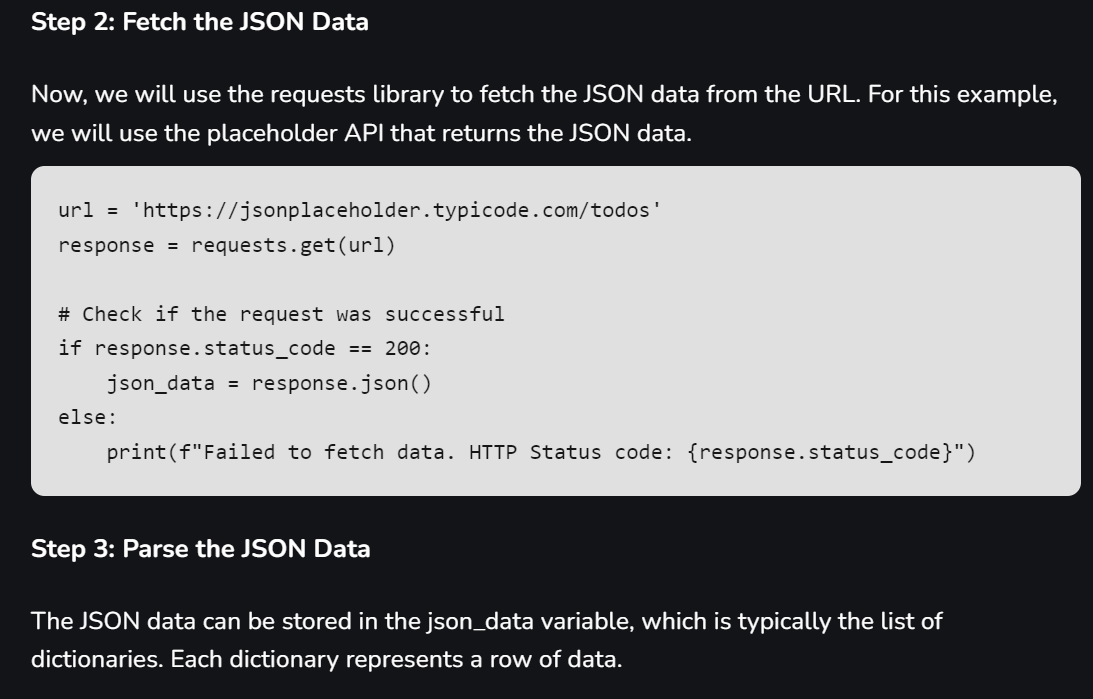 Step 2: Fetch the JSON Data
Now, we will use the requests library to fetch the JSON data from the URL. For this example,
we will use the placeholder API that returns the JSON data.
url = 'https://jsonplaceholder.typicode.com/todos'
response = requests.get(url)
# Check if the request was successful
if response.status_code == 200:
    json_data = response.json()
else:
    print(f"Failed to fetch data. HTTP Status code: {response.status_code}")
Step 3: Parse the JSON Data
The JSON data can be stored in the json_data variable, which is typically the list of
dictionaries. Each dictionary represents a row of data.